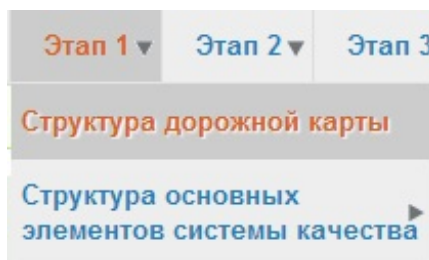 Этап 1 Этап 2 Этап 3
Структура дорожной карты
Структура основных
элементов системы качества